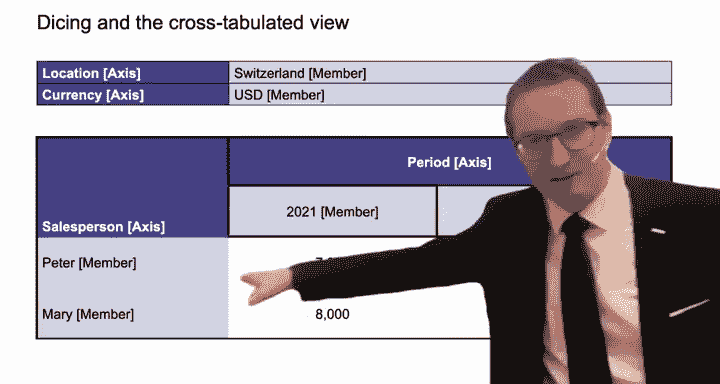 Dicing and the cross-tabulated view
Location [Axis] Switzerland [Member]
Currency [Axis] USD [Member]
Period [Axis]
Salesperson [Axis] 2021 [Member]
Peter [Member]
Mary [Member] 8,000